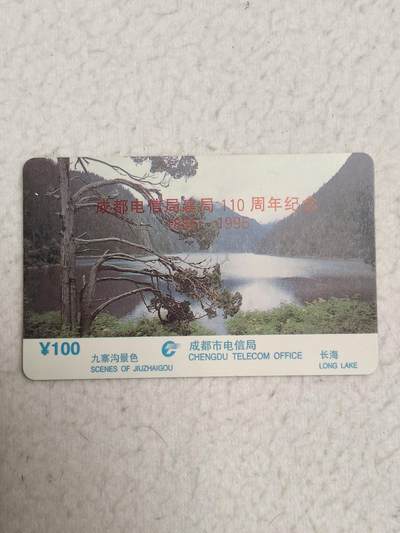 成都电信局建局110周年纪念
1886-1996
¥100
九寨沟景色
SCENES OF JIUZHAIGOU
成都市电信局
CHENGDU TELECOM OFFICE
长海
LONG LAKE